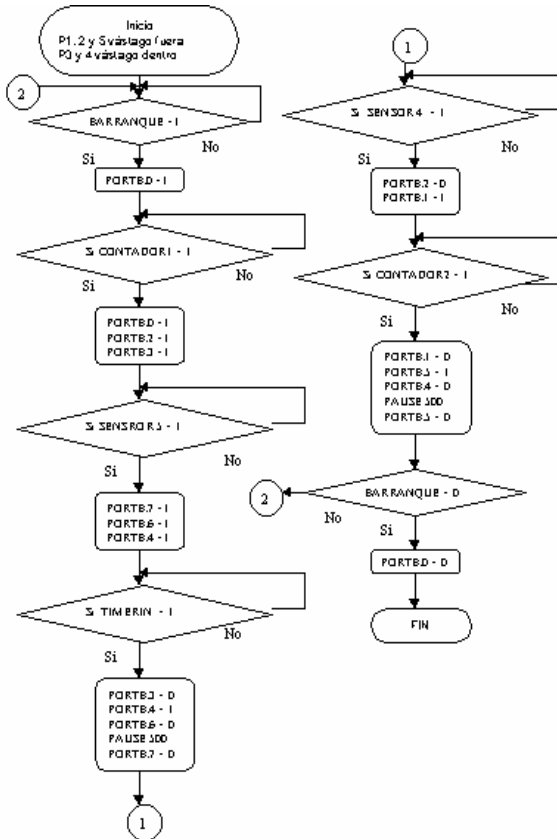 Inicio
P1, 2 y 5 vástago fuera
P3 y 4 vástago dentro
2
BARRANQUE - 1
No
Si
PORTB.0 - 1
Si CONTADOR1 - 1
Si
No
PORTB.0 - 1
PORTB.2 - 1
PORTB.3 - 1
Si SENSRO R5 - 1
Si
No
PORTB.7 - 1
PORTB.6 - 1
PORTB.4 - 1
Si TIMERIN - 1
No
Si
PORTB.3 - 0
PORTB.4 - 1
PORTB.6 - 0
PAUSE 500
PORTB.7 - 0
1
1
Si SENSOR4 - 1
Si
No
PORTB.2 - 0
PORTB.1 - 1
Si CONTADOR2 - 1
Si
No
PORTB.1 - 0
PORTB.5 - 1
PORTB.4 - 0
PAUSE 500
PORTB.5 - 0
2
BARRANQUE - 0
No
Si
PORTB.0 - 0
FIN